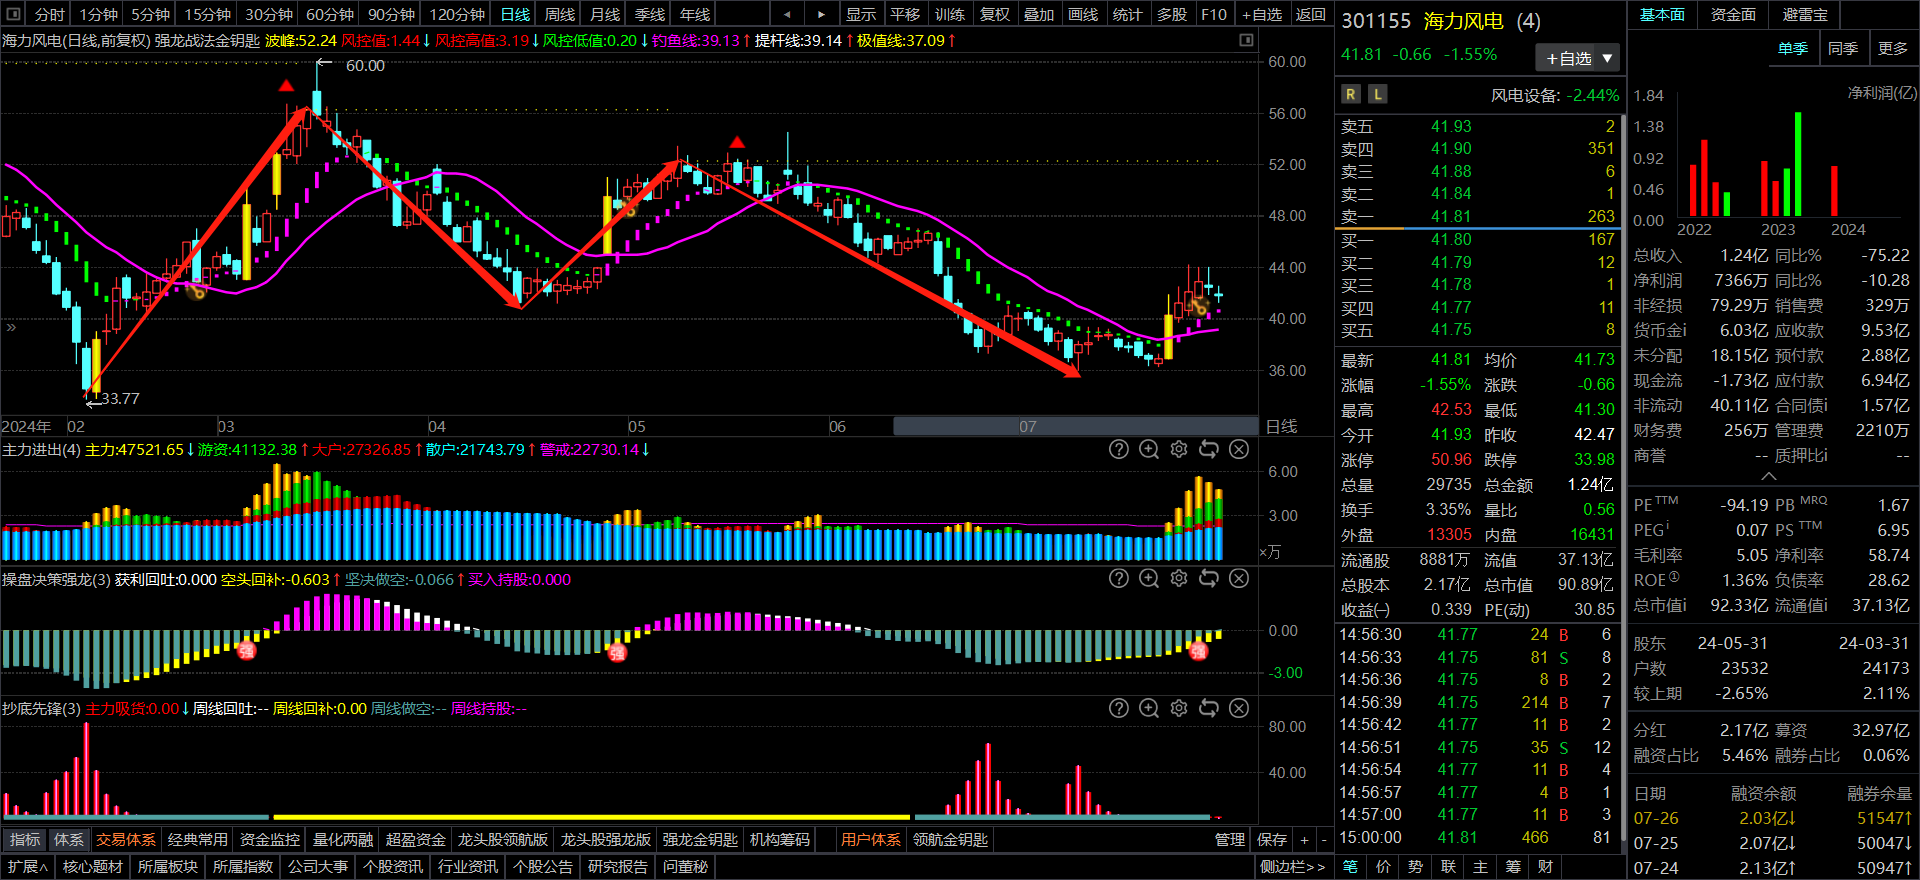 分时 1分钟 5分钟 15分钟 30分钟 60分钟 90分钟 120分钟 日线 周线 月线 季线 年线 ◂ ▸ 显示 平移 训练 复权 叠加 画线 统计 多股 F10 +自选 返回
海力风电(日线,前复权) 强龙战法金钥匙 波峰:52.24 风控值:1.44↓ 风控高值:3.19↓ 风控低值:0.20↓ 钓鱼线:39.13↑ 提杆线:39.14↑ 极值线:37.09↑
60.00
60.00
56.00
52.00
48.00
44.00
40.00
36.00
»
33.77
2024年 02 03 04 05 06 07 日线
主力进出(4) 主力:47521.65↓ 游资:41132.38↑ 大户:27326.85↑ 散户:21743.79↑ 警戒:22730.14↓
6.00
3.00
×万
操盘决策强龙(3) 获利回吐:0.000 空头回补:-0.603↑ 坚决做空:-0.066↑ 买入持股:0.000
0.00
-3.00
强 强 强
抄底先锋(3) 主力吸货:0.00↓ 周线回吐:-- 周线回补:0.00 周线做空:-- 周线持股:--
80.00
40.00
指标 体系 交易体系 经典常用 资金监控 量化两融 超盈资金 龙头股领航版 龙头股强龙版 强龙金钥匙 机构筹码 用户体系 领航金钥匙 管理 保存 + -
扩展∧ 核心题材 所属板块 所属指数 公司大事 个股资讯 行业资讯 个股公告 研究报告 问董秘 侧边栏>>
301155 海力风电 (4)
41.81 -0.66 -1.55% +自选 ▼
R L 风电设备: -2.44%
卖五 41.93 2
卖四 41.90 351
卖三 41.88 6
卖二 41.84 1
卖一 41.81 263
买一 41.80 167
买二 41.79 12
买三 41.78 1
买四 41.77 11
买五 41.75 8
最新 41.81 均价 41.73
涨幅 -1.55% 涨跌 -0.66
最高 42.53 最低 41.30
今开 41.93 昨收 42.47
涨停 50.96 跌停 33.98
总量 29735 总金额 1.24亿
换手 3.35% 量比 0.56
外盘 13305 内盘 16431
流通股 8881万 流值 37.13亿
总股本 2.17亿 总市值 90.89亿
收益㈠ 0.339 PE(动) 30.85
14:56:30 41.77 24 B 6
14:56:33 41.75 81 S 8
14:56:36 41.75 8 B 2
14:56:39 41.75 214 B 7
14:56:42 41.77 11 B 2
14:56:51 41.75 35 S 12
14:56:54 41.77 11 B 4
14:56:57 41.77 4 B 1
14:57:00 41.77 11 B 3
15:00:00 41.81 466 81
笔 价 势 联 主 筹 财
基本面 资金面 避雷宝
单季 同季 更多
净利润(亿)
1.84
1.38
0.92
0.46
0.00
2022 2023 2024
总收入 1.24亿 同比% -75.22
净利润 7366万 同比% -10.28
非经损 79.29万 销售费 329万
货币金i 6.03亿 应收款 9.53亿
未分配 18.15亿 预付款 2.88亿
现金流 -1.73亿 应付款 6.94亿
非流动 40.11亿 合同债i 1.57亿
财务费 256万 管理费 2210万
商誉 -- 质押比i --
PE TTM -94.19 PB MRQ 1.67
PEG i 0.07 PS TTM 6.95
毛利率 5.05 净利率 58.74
ROE① 1.36% 负债率 28.62
总市值i 92.33亿 流通值i 37.13亿
股东 24-05-31 24-03-31
户数 23532 24173
较上期 -2.65% 2.11%
分红 2.17亿 募资 32.97亿
融资占比 5.46% 融券占比 0.06%
日期 融资余额 融券余量
07-26 2.03亿↓ 51547↑
07-25 2.07亿↓ 50047↓
07-24 2.13亿↑ 50947↑